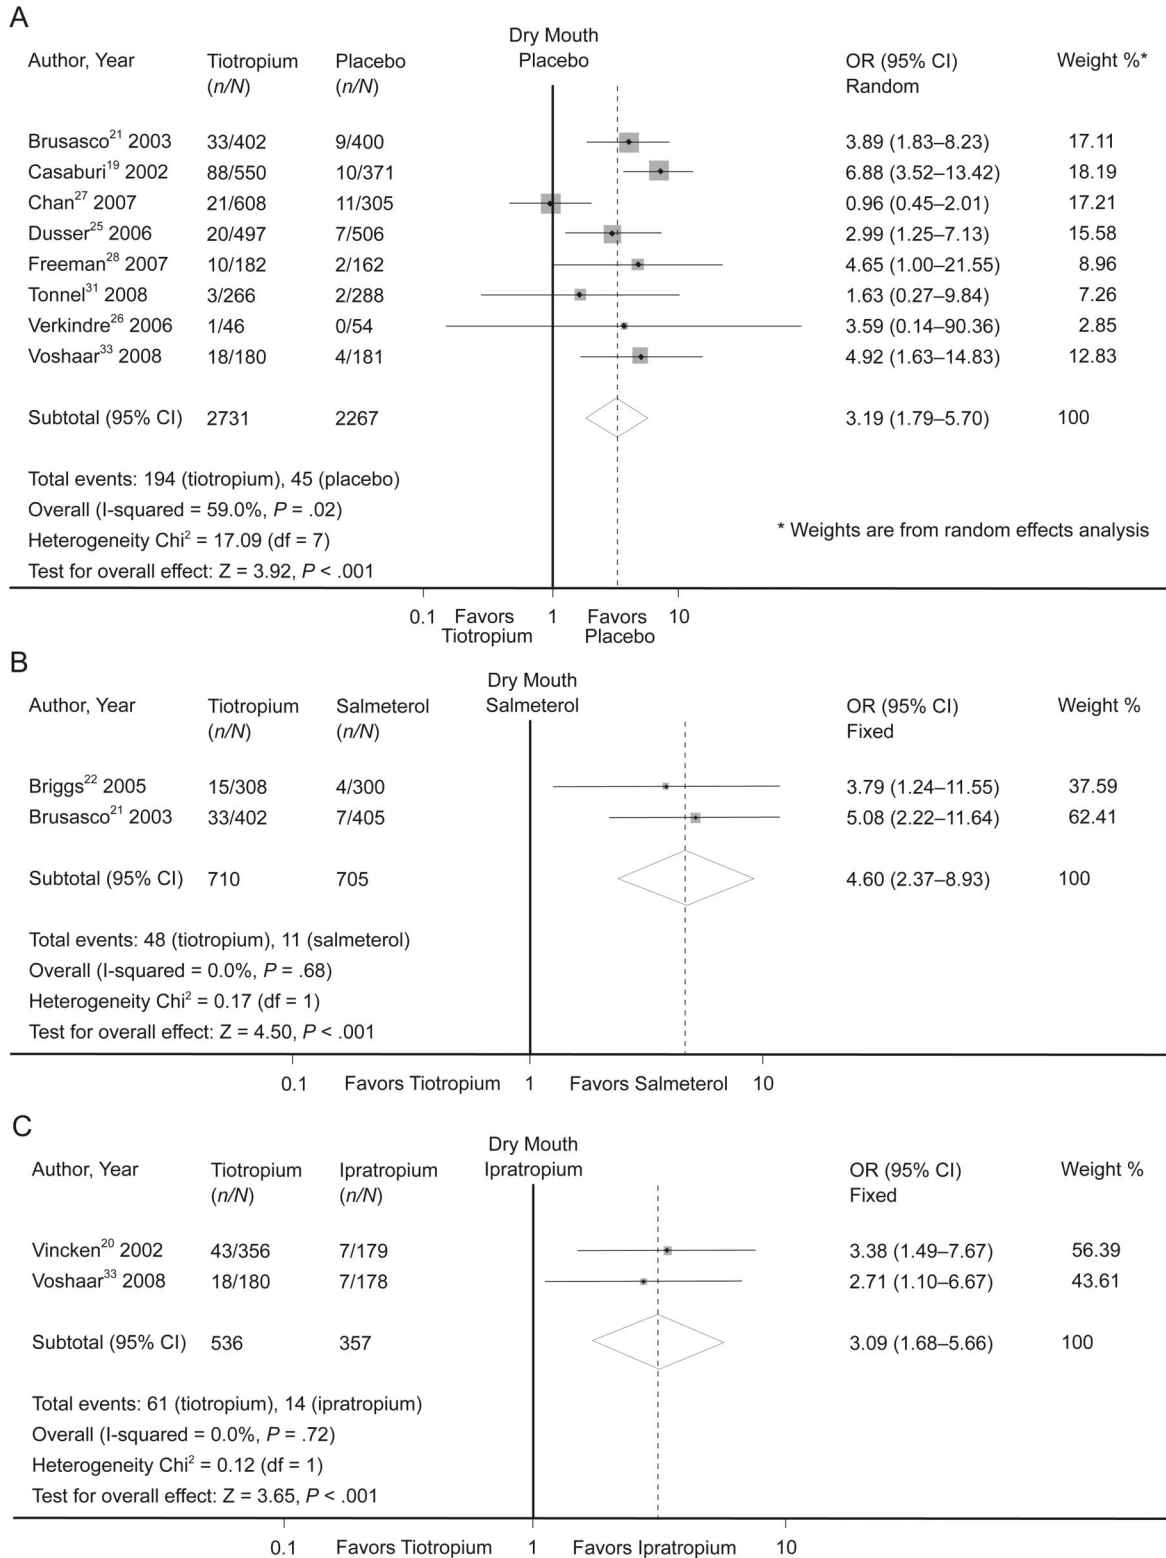 A
Dry Mouth
Author, Year Tiotropium Placebo Placebo OR (95% CI) Weight %*
(n/N) (n/N) Random
Brusasco21 2003 33/402 9/400 3.89 (1.83–8.23) 17.11
Casaburi19 2002 88/550 10/371 6.88 (3.52–13.42) 18.19
Chan27 2007 21/608 11/305 0.96 (0.45–2.01) 17.21
Dusser25 2006 20/497 7/506 2.99 (1.25–7.13) 15.58
Freeman28 2007 10/182 2/162 4.65 (1.00–21.55) 8.96
Tonnel31 2008 3/266 2/288 1.63 (0.27–9.84) 7.26
Verkindre26 2006 1/46 0/54 3.59 (0.14–90.36) 2.85
Voshaar33 2008 18/180 4/181 4.92 (1.63–14.83) 12.83
Subtotal (95% CI) 2731 2267 3.19 (1.79–5.70) 100
Total events: 194 (tiotropium), 45 (placebo)
Overall (I-squared = 59.0%, P = .02)
* Weights are from random effects analysis
Heterogeneity Chi2 = 17.09 (df = 7)
Test for overall effect: Z = 3.92, P < .001
0.1 Favors 1 Favors 10
Tiotropium Placebo
B
Dry Mouth
Author, Year Tiotropium Salmeterol Salmeterol OR (95% CI) Weight %
(n/N) (n/N) Fixed
Briggs22 2005 15/308 4/300 3.79 (1.24–11.55) 37.59
Brusasco21 2003 33/402 7/405 5.08 (2.22–11.64) 62.41
Subtotal (95% CI) 710 705 4.60 (2.37–8.93) 100
Total events: 48 (tiotropium), 11 (salmeterol)
Overall (I-squared = 0.0%, P = .68)
Heterogeneity Chi2 = 0.17 (df = 1)
Test for overall effect: Z = 4.50, P < .001
0.1 Favors Tiotropium 1 Favors Salmeterol 10
C
Dry Mouth
Author, Year Tiotropium Ipratropium Ipratropium OR (95% CI) Weight %
(n/N) (n/N) Fixed
Vincken20 2002 43/356 7/179 3.38 (1.49–7.67) 56.39
Voshaar33 2008 18/180 7/178 2.71 (1.10–6.67) 43.61
Subtotal (95% CI) 536 357 3.09 (1.68–5.66) 100
Total events: 61 (tiotropium), 14 (ipratropium)
Overall (I-squared = 0.0%, P = .72)
Heterogeneity Chi2 = 0.12 (df = 1)
Test for overall effect: Z = 3.65, P < .001
0.1 Favors Tiotropium 1 Favors Ipratropium 10